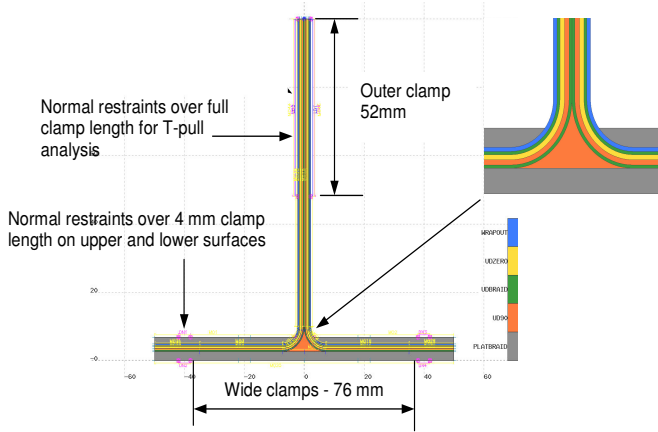 Outer clamp
52mm
Normal restraints over full
clamp length for T-pull
analysis
Normal restraints over 4 mm clamp
length on upper and lower surfaces
WRAPOUT
UDZERO
UDBRAID
UD90
PLATBRAID
20
-0
-60
-40
-20
0
20
40
60
Wide clamps - 76 mm